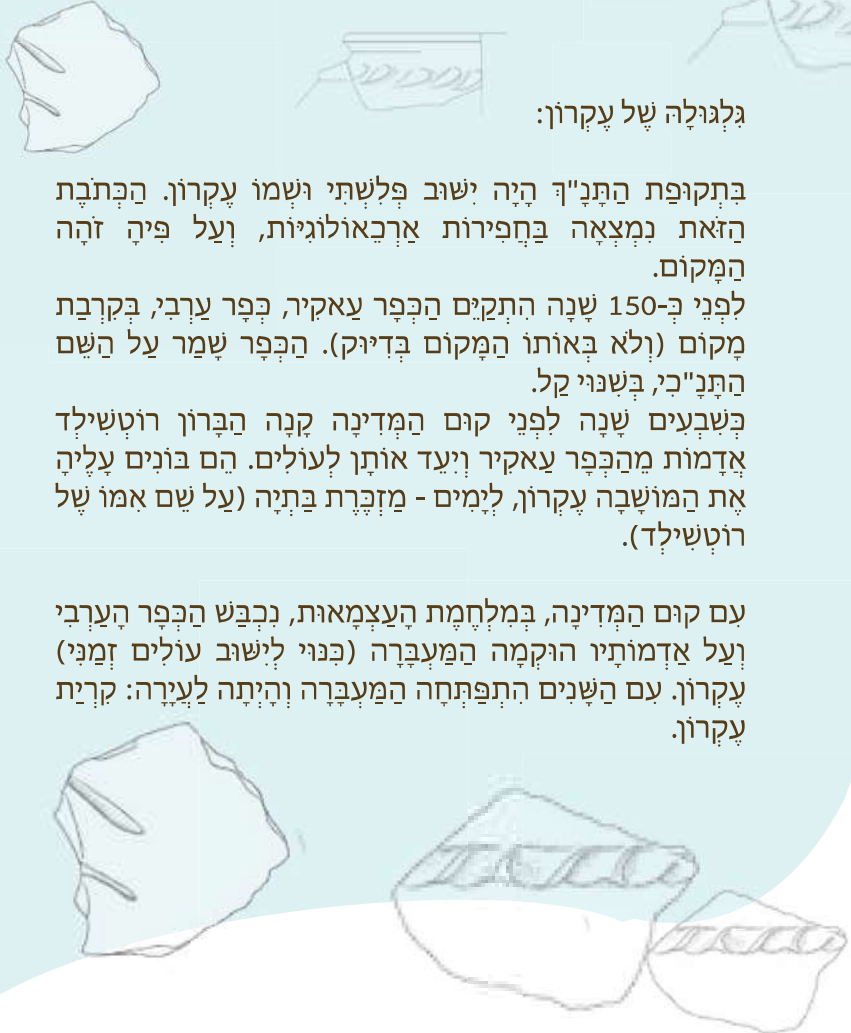 גִּלְגּוּלָהּ שֶׁל עֶקְרוֹן:
בִּתְקוּפַת הַתָּנָ"ךְ הָיָה יִשּׁוּב פְּלִשְׁתִּי וּשְׁמוֹ עֶקְרוֹן. הַכְּתֹבֶת
הַזֹּאת נִמְצְאָה בַּחֲפִירוֹת אַרְכֵאוֹלוֹגִיּוֹת, וְעַל פִּיהָ זֹהָה
הַמָּקוֹם.
לִפְנֵי כְּ-150 שָׁנָה הִתְקַיֵּם הַכְּפָר עַאקִיר, כְּפָר עַרְבִי, בְּקִרְבַת
מָקוֹם (וְלֹא בְּאוֹתוֹ הַמָּקוֹם בְּדִיּוּק). הַכְּפָר שָׁמַר עַל הַשֵּׁם
הַתָּנָ"כִי, בְּשִׁנּוּי קַל.
כְּשִׁבְעִים שָׁנָה לִפְנֵי קוּם הַמְּדִינָה קָנָה הַבָּרוֹן רוֹטְשִׁילְד
אֲדָמוֹת מֵהַכְּפָר עַאקִיר וְיִעֵד אוֹתָן לְעוֹלִים. הֵם בּוֹנִים עָלֶיהָ
אֶת הַמּוֹשָׁבָה עֶקְרוֹן, לְיָמִים - מַזְכֶּרֶת בַּתְיָה (עַל שֵׁם אִמּוֹ שֶׁל
רוֹטְשִׁילְד).
עִם קוּם הַמְּדִינָה, בְּמִלְחֶמֶת הָעַצְמָאוּת, נִכְבַּשׁ הַכְּפָר הָעַרְבִי
וְעַל אַדְמוֹתָיו הוּקְמָה הַמַּעְבָּרָה (כִּנּוּי לְיִשּׁוּב עוֹלִים זְמַנִּי)
עֶקְרוֹן. עִם הַשָּׁנִים הִתְפַּתְּחָה הַמַּעְבָּרָה וְהָיְתָה לַעֲיָרָה: קִרְיַת
עֶקְרוֹן.